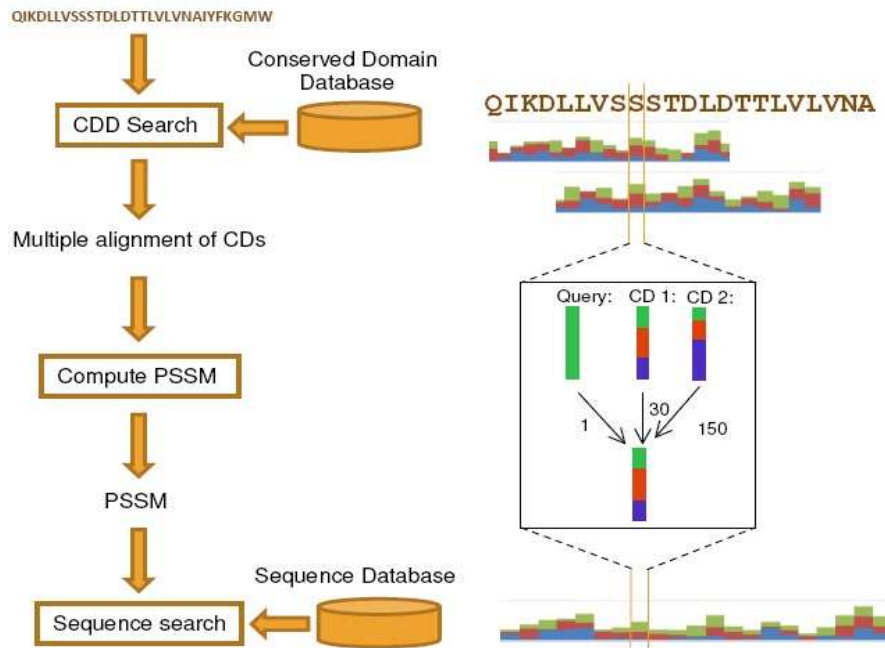 QIKDLLVSSSTDLDTTLVLVNAIYFKGMW
Conserved Domain
Database
CDD Search
Multiple alignment of CDs
Compute PSSM
PSSM
Sequence Database
Sequence search
QIKDLLVSSSTDLDTTLVLVNA
Query: CD 1: CD 2:
1
30
150